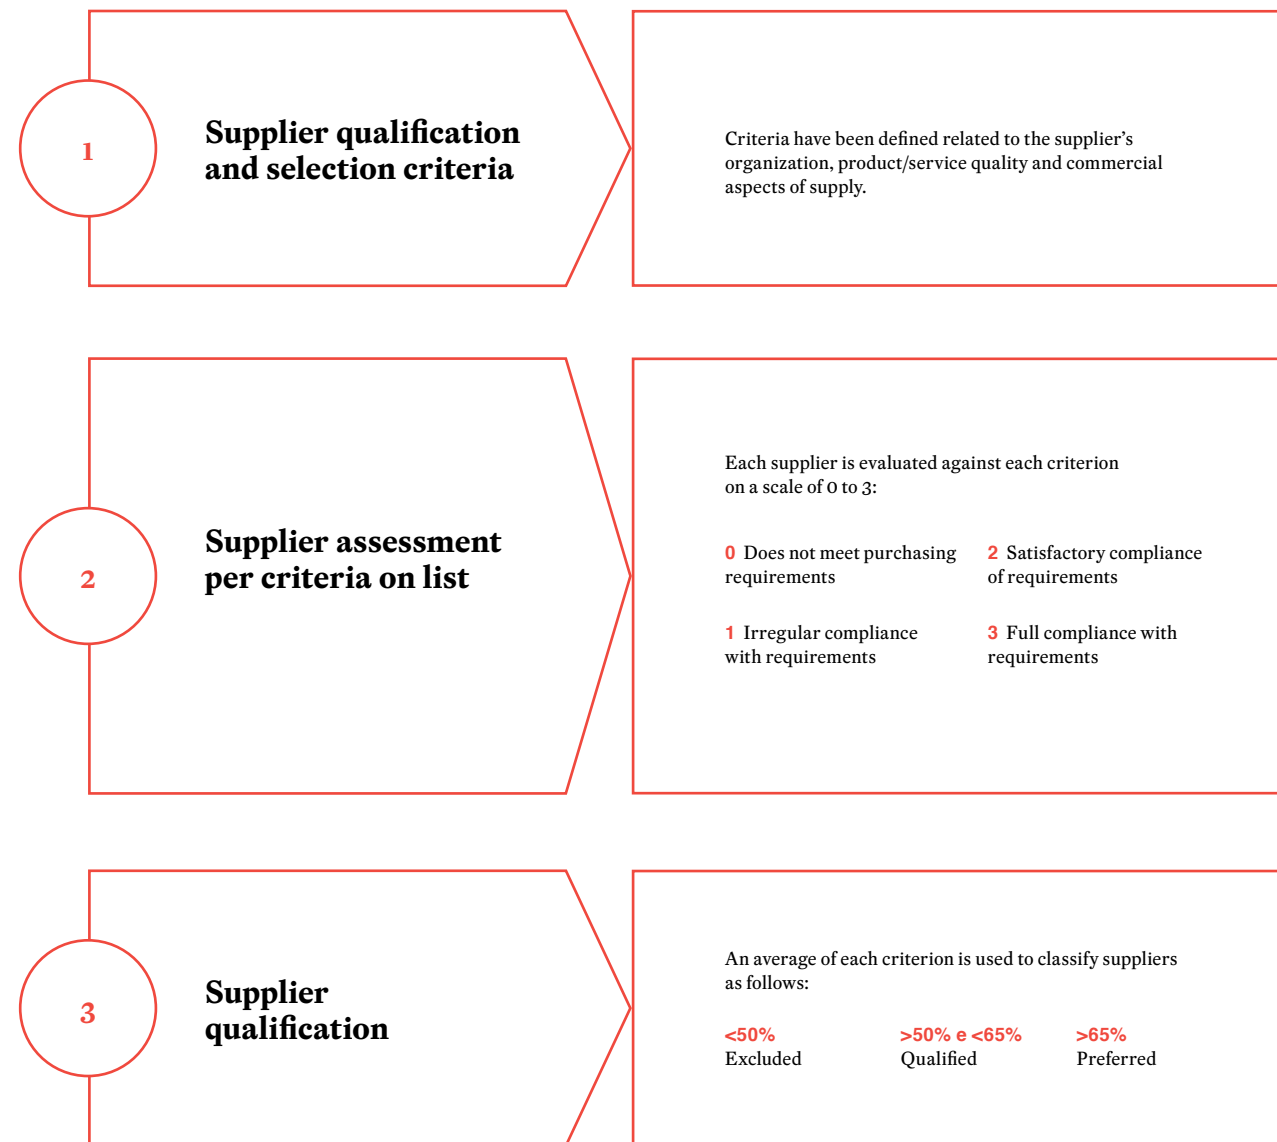 1
Supplier qualification
and selection criteria
Criteria have been defined related to the supplier’s
organization, product/service quality and commercial
aspects of supply.
2
Supplier assessment
per criteria on list
Each supplier is evaluated against each criterion
on a scale of 0 to 3:
0 Does not meet purchasing
requirements
2 Satisfactory compliance
of requirements
1 Irregular compliance
with requirements
3 Full compliance with
requirements
3
Supplier
qualification
An average of each criterion is used to classify suppliers
as follows:
<50%
Excluded
>50% e <65%
Qualified
>65%
Preferred